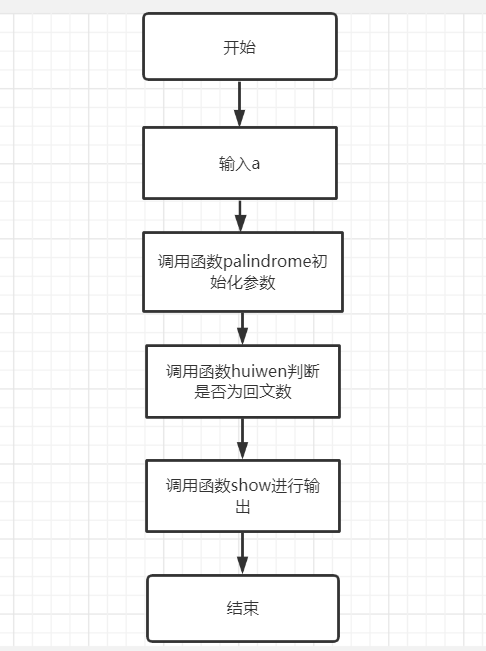 开始
输入a
调用函数palindrome初
始化参数
调用函数huiwen判断
是否为回文数
调用函数show进行输
出
结束